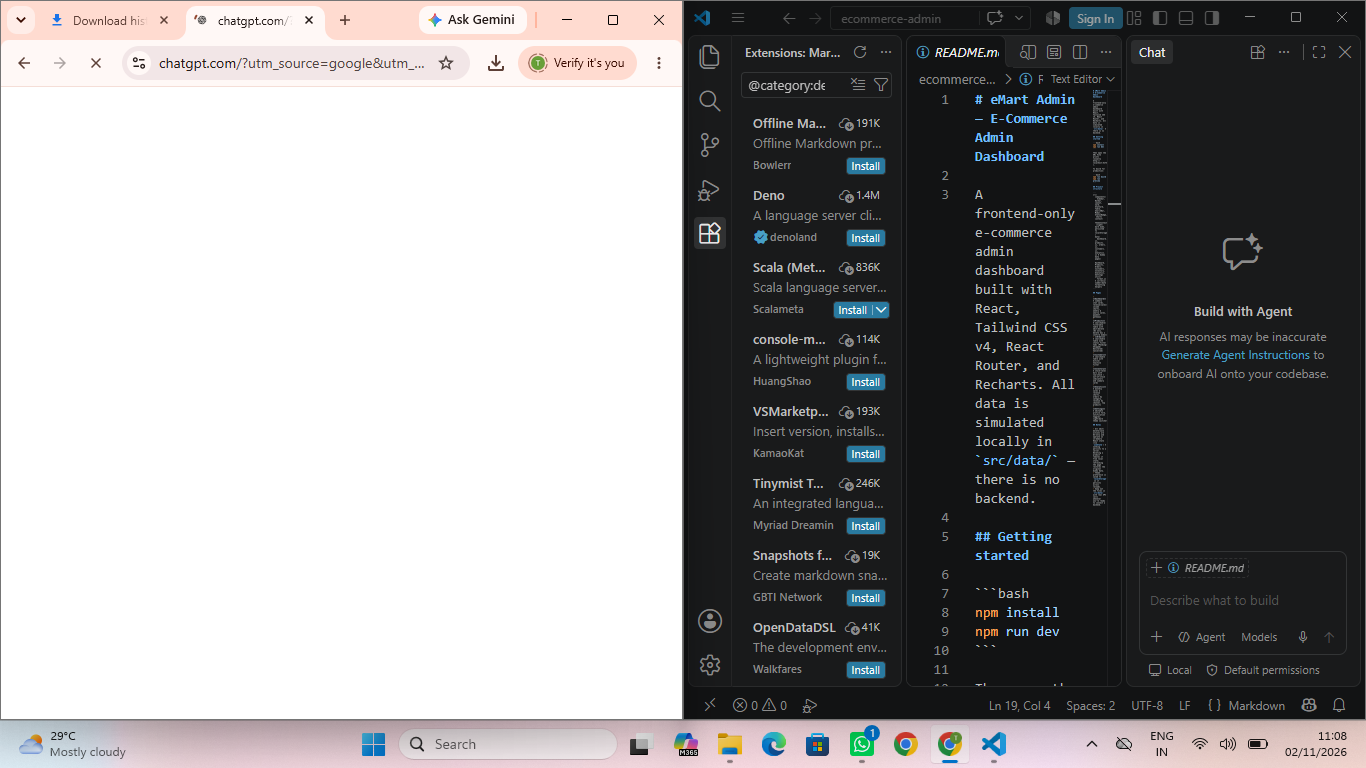 Download his
chatgpt.com/?
Ask Gemini
chatgpt.com/?utm_source=google&utm_...
Verify it's you
ecommerce-admin
Sign In
Extensions: Mar...
@category:de
Offline Ma... 191K
Offline Markdown pr...
Bowlerr Install
Deno 1.4M
A language server cli...
denoland Install
Scala (Met... 836K
Scala language server...
Scalameta Install
console-m... 114K
A lightweight plugin f...
HuangShao Install
VSMarketp... 193K
Insert version, installs...
KamaoKat Install
Tinymist T... 246K
An integrated langua...
Myriad Dreamin Install
Snapshots f... 19K
Create markdown sna...
GBTI Network Install
OpenDataDSL 41K
The development env...
Walkfares Install
README.m
ecommerce... Text Editor
1 # eMart Admin
— E-Commerce
Admin
Dashboard
2
3 A
frontend-only
e-commerce
admin
dashboard
built with
React,
Tailwind CSS
v4, React
Router, and
Recharts. All
data is
simulated
locally in
`src/data/` —
there is no
backend.
4
5 ## Getting
started
6
7 ```bash
8 npm install
9 npm run dev
10 ```
11
Chat
Build with Agent
AI responses may be inaccurate
Generate Agent Instructions to
onboard AI onto your codebase.
README.md
Describe what to build
Agent Models
Local Default permissions
0 0 Ln 19, Col 4 Spaces: 2 UTF-8 LF { } Markdown
29°C
Mostly cloudy
Search
M365
1
ENG
IN
11:08
02/11/2026